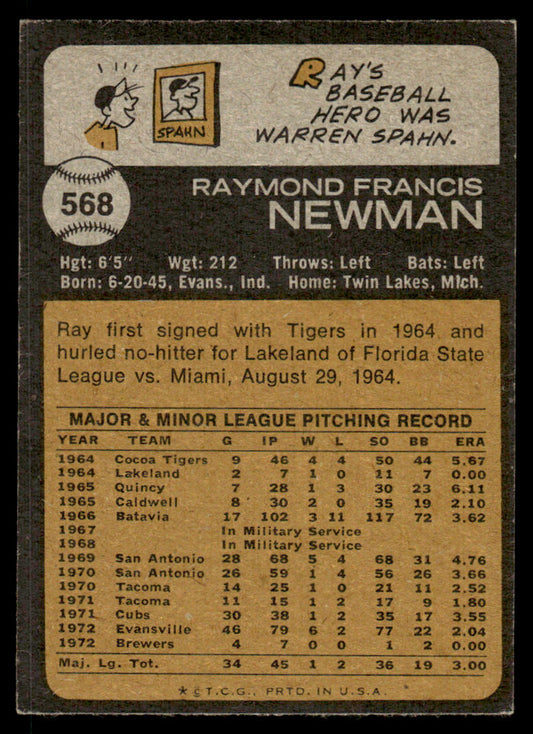 RAY'S
BASEBALL
HERO WAS
WARREN SPAHN.
SPAHN
568
RAYMOND FRANCIS
NEWMAN
Hgt: 6'5" Wgt: 212 Throws: Left Bats: Left
Born: 6-20-45, Evans., Ind. Home: Twin Lakes, Mich.
Ray first signed with Tigers in 1964 and
hurled no-hitter for Lakeland of Florida State
League vs. Miami, August 29, 1964.
MAJOR & MINOR LEAGUE PITCHING RECORD
YEAR TEAM G IP W L SO BB ERA
1964 Cocoa Tigers 9 46 4 4 50 44 5.67
1964 Lakeland 2 7 1 0 11 7 0.00
1965 Quincy 7 28 1 3 30 23 6.11
1965 Caldwell 8 30 2 0 35 19 2.10
1966 Batavia 17 102 3 11 117 72 3.62
1967 In Military Service
1968 In Military Service
1969 San Antonio 28 68 5 4 68 31 4.76
1970 San Antonio 26 59 1 4 56 26 3.66
1970 Tacoma 14 25 1 0 21 11 2.52
1971 Tacoma 11 15 1 2 17 9 1.80
1971 Cubs 30 38 1 2 35 17 3.55
1972 Evansville 46 79 6 2 77 22 2.04
1972 Brewers 4 7 0 0 1 2 0.00
Maj. Lg. Tot. 34 45 1 2 36 19 3.00
* © T.C.G., PRTD. IN U.S.A.